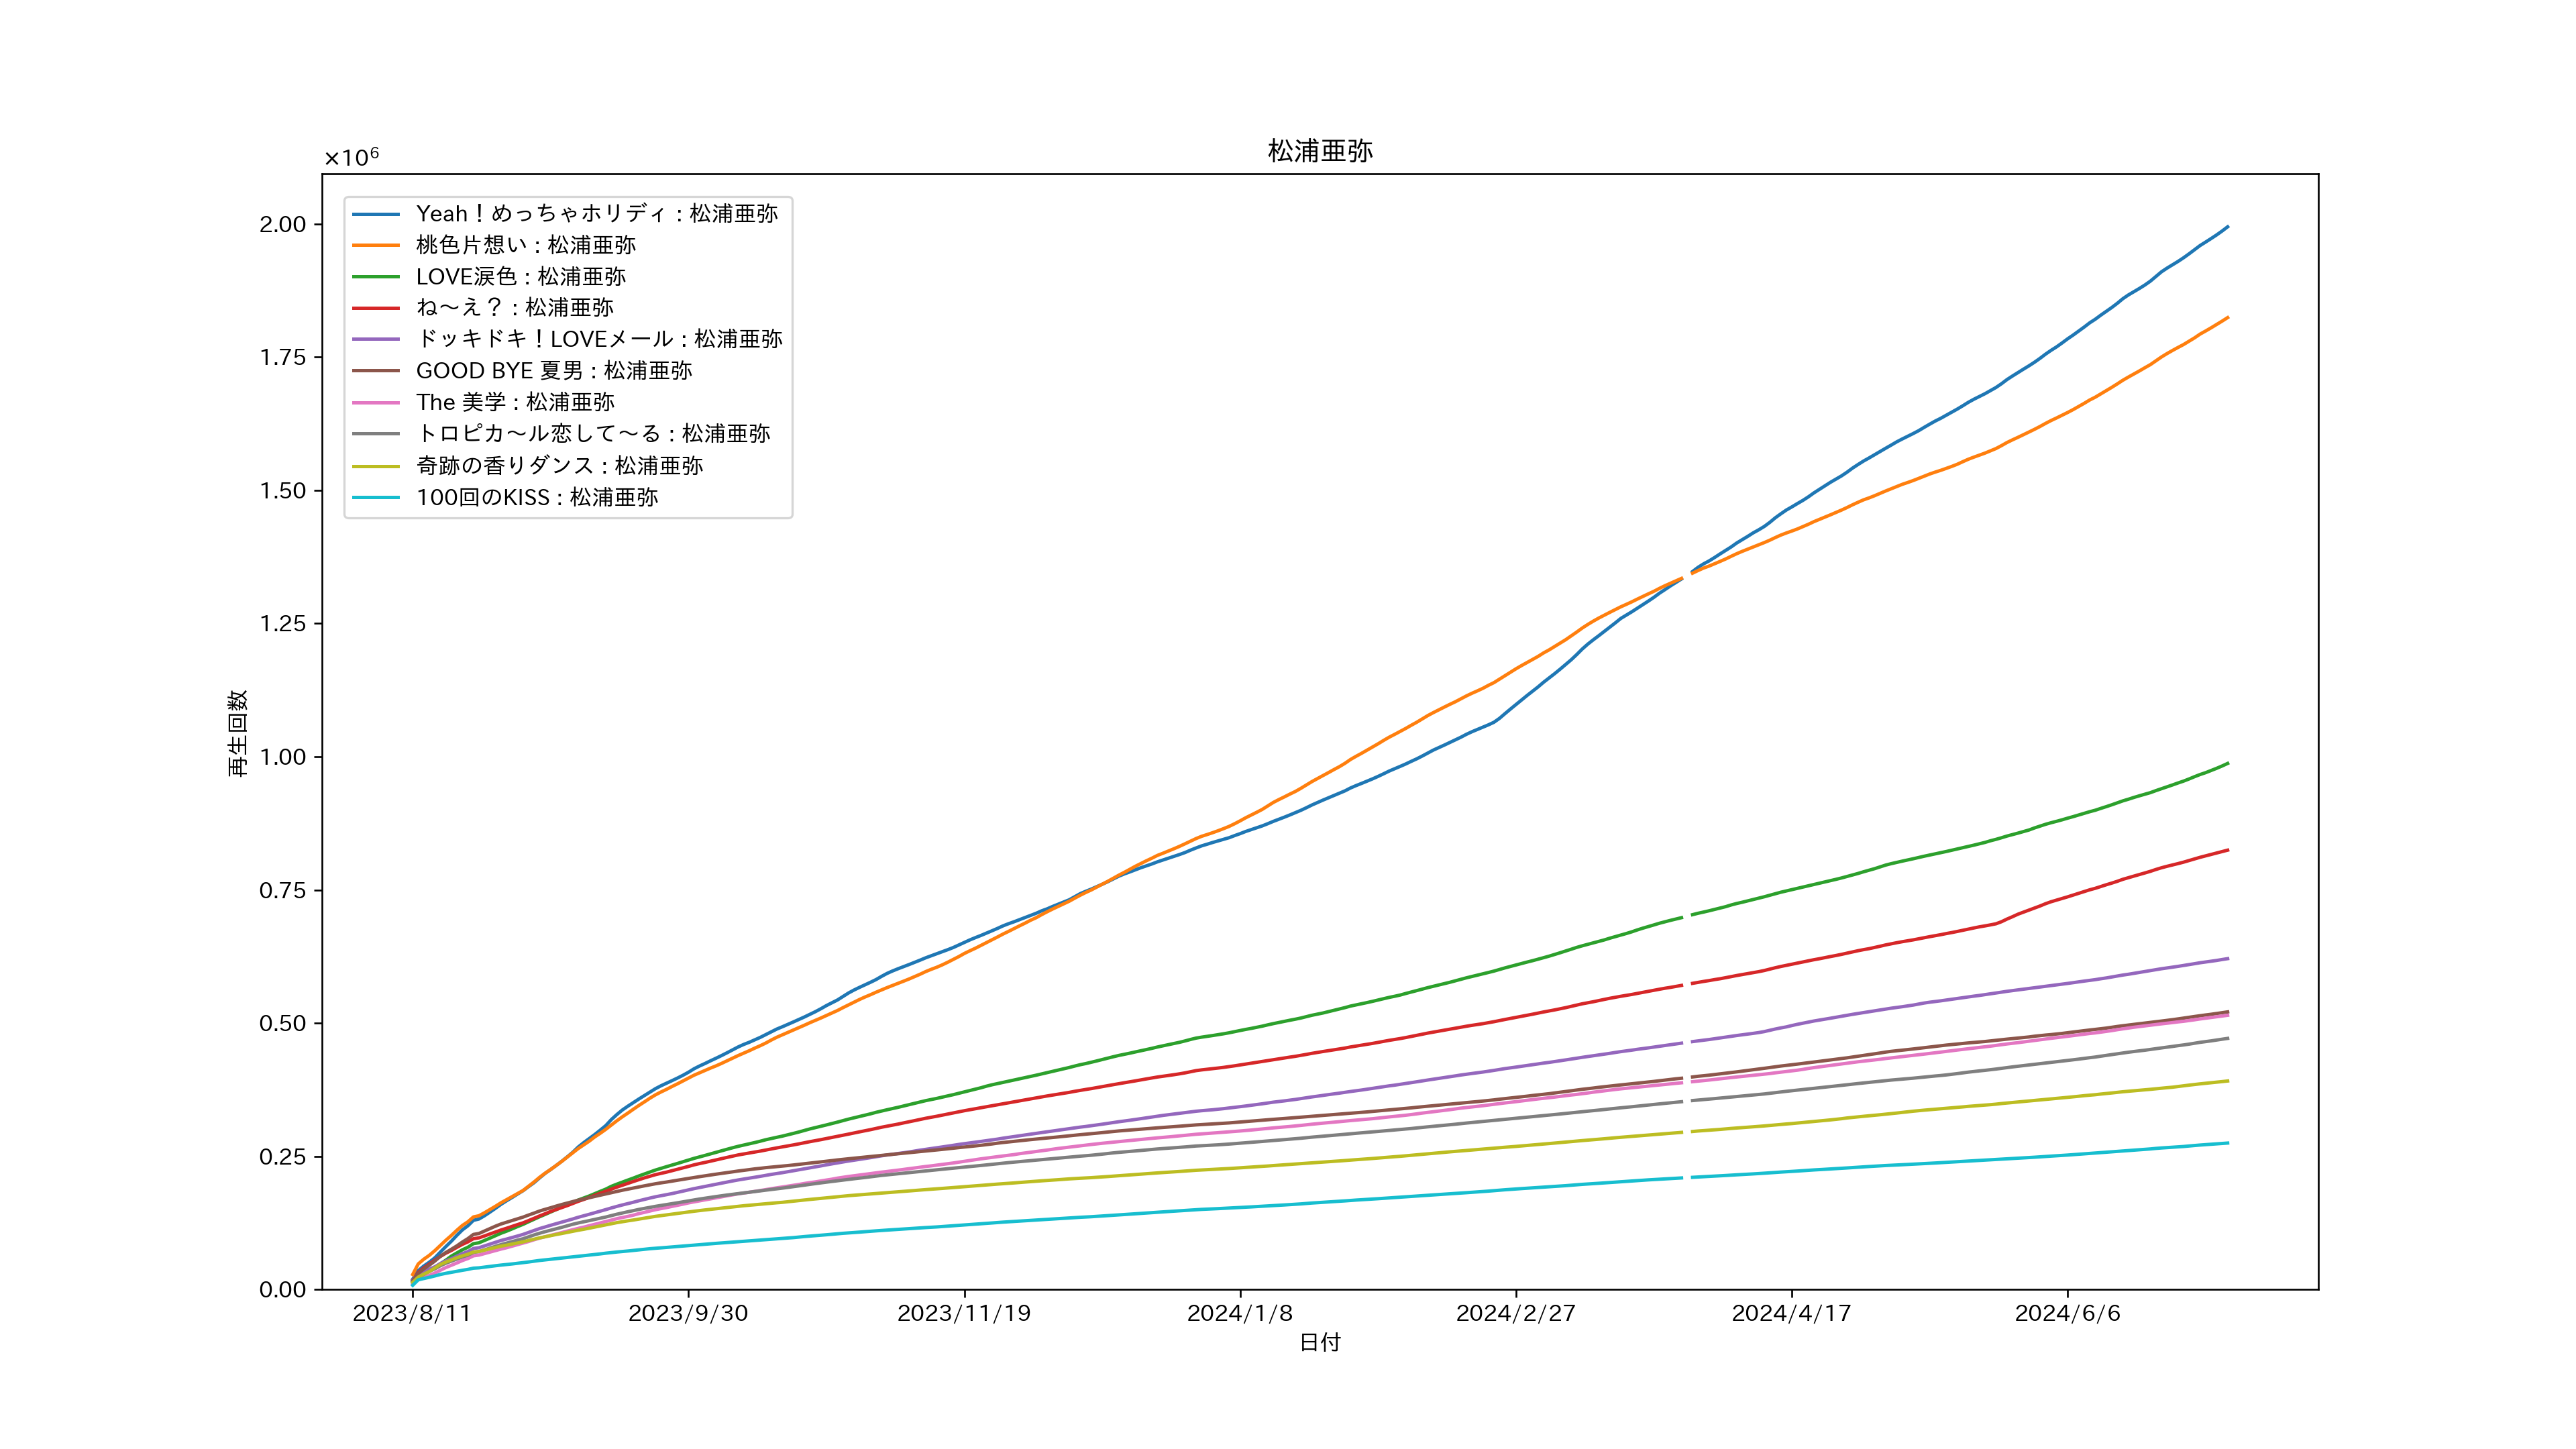 松浦亜弥
×10⁶
Yeah！めっちゃホリディ : 松浦亜弥
桃色片想い : 松浦亜弥
LOVE涙色 : 松浦亜弥
ね〜え？ : 松浦亜弥
ドッキドキ！LOVEメール : 松浦亜弥
GOOD BYE 夏男 : 松浦亜弥
The 美学 : 松浦亜弥
トロピカ〜ル恋して〜る : 松浦亜弥
奇跡の香りダンス : 松浦亜弥
100回のKISS : 松浦亜弥
2.00
1.75
1.50
1.25
1.00
0.75
0.50
0.25
0.00
再生回数
2023/8/11 2023/9/30 2023/11/19 2024/1/8 2024/2/27 2024/4/17 2024/6/6
日付